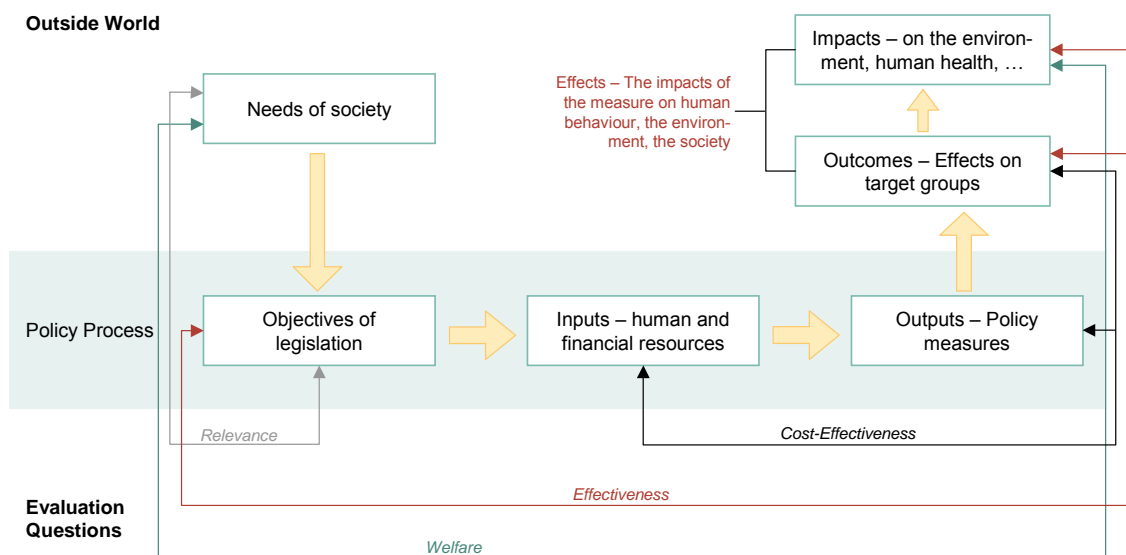 Outside World
Impacts – on the environ-
ment, human health, …
Effects – The impacts of
the measure on human
behaviour, the environ-
ment, the society
Needs of society
Outcomes – Effects on
target groups
Policy Process
Objectives of
legislation
Inputs – human and
financial resources
Outputs – Policy
measures
Relevance
Cost-Effectiveness
Evaluation
Questions
Effectiveness
Welfare